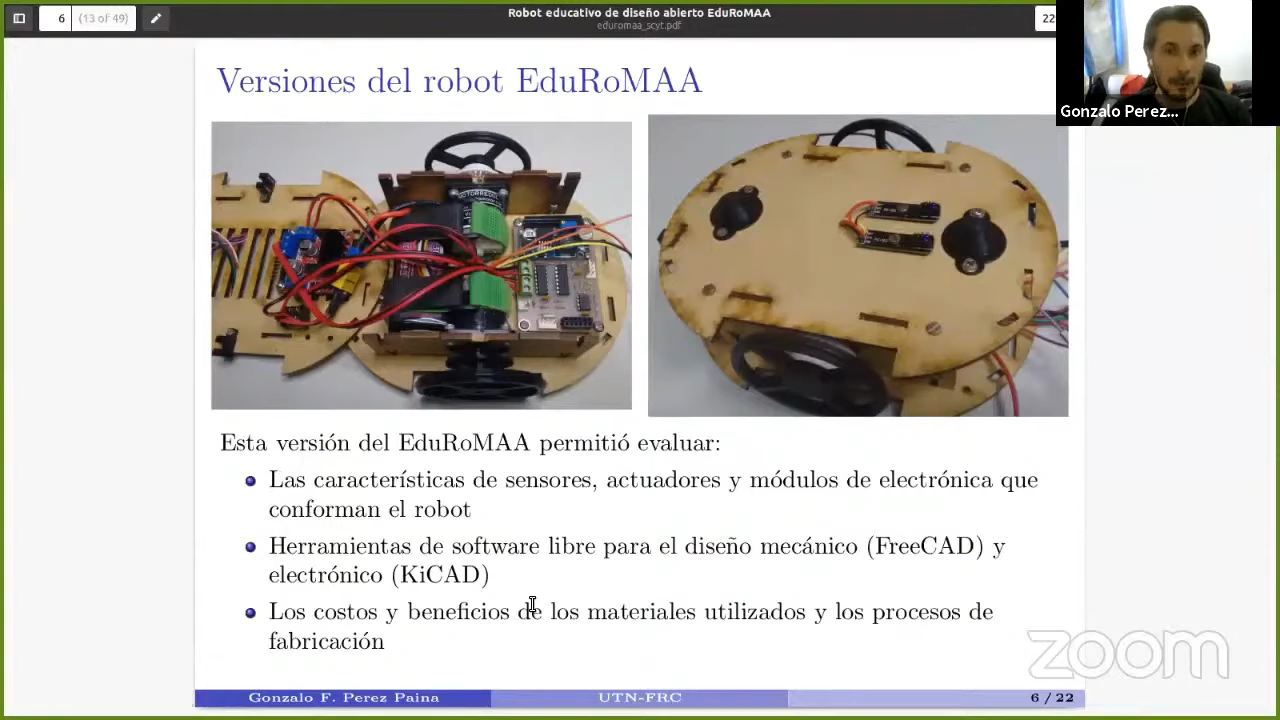 6
(13 of 49)
Robot educativo de diseño abierto EduRoMAA
eduromaa_scyt.pdf
22
Gonzalo Perez...
Versiones del robot EduRoMAA
Esta versión del EduRoMAA permitió evaluar:
Las características de sensores, actuadores y módulos de electrónica que
conforman el robot
Herramientas de software libre para el diseño mecánico (FreeCAD) y
electrónico (KiCAD)
Los costos y beneficios de los materiales utilizados y los procesos de
fabricación
zoom
Gonzalo F. Perez Paina
UTN-FRC
6 / 22